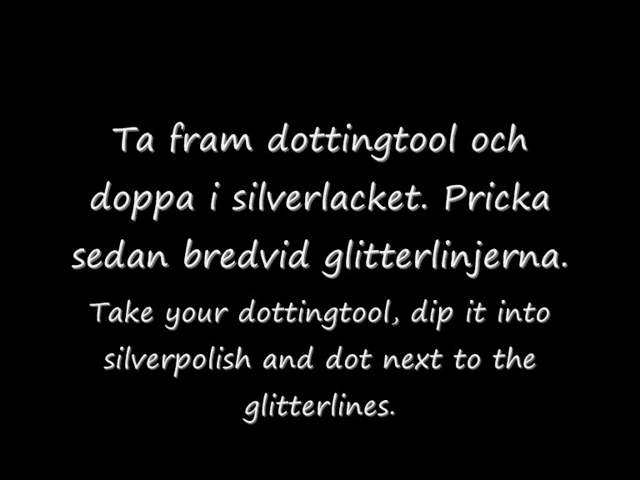 Ta fram dottingtool och
doppa i silverlacket. Pricka
sedan bredvid glitterlinjerna.
Take your dottingtool, dip it into
silverpolish and dot next to the
glitterlines.